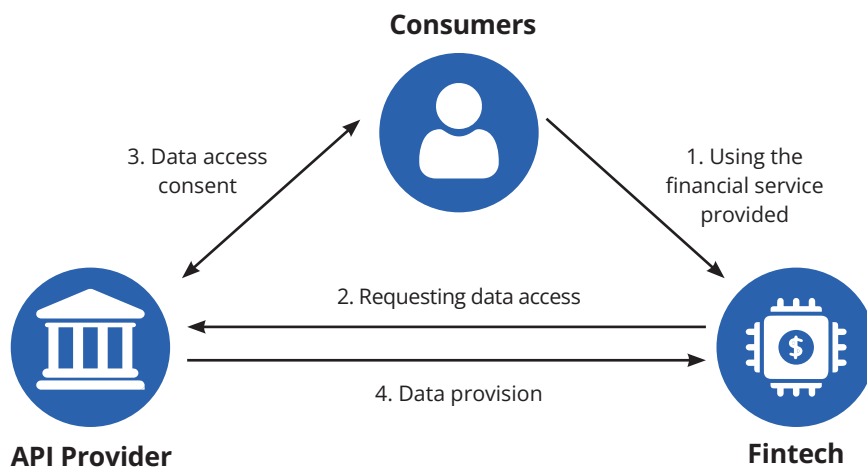 Consumers
3. Data access
consent
1. Using the
financial service
provided
2. Requesting data access
$
4. Data provision
API Provider
Fintech